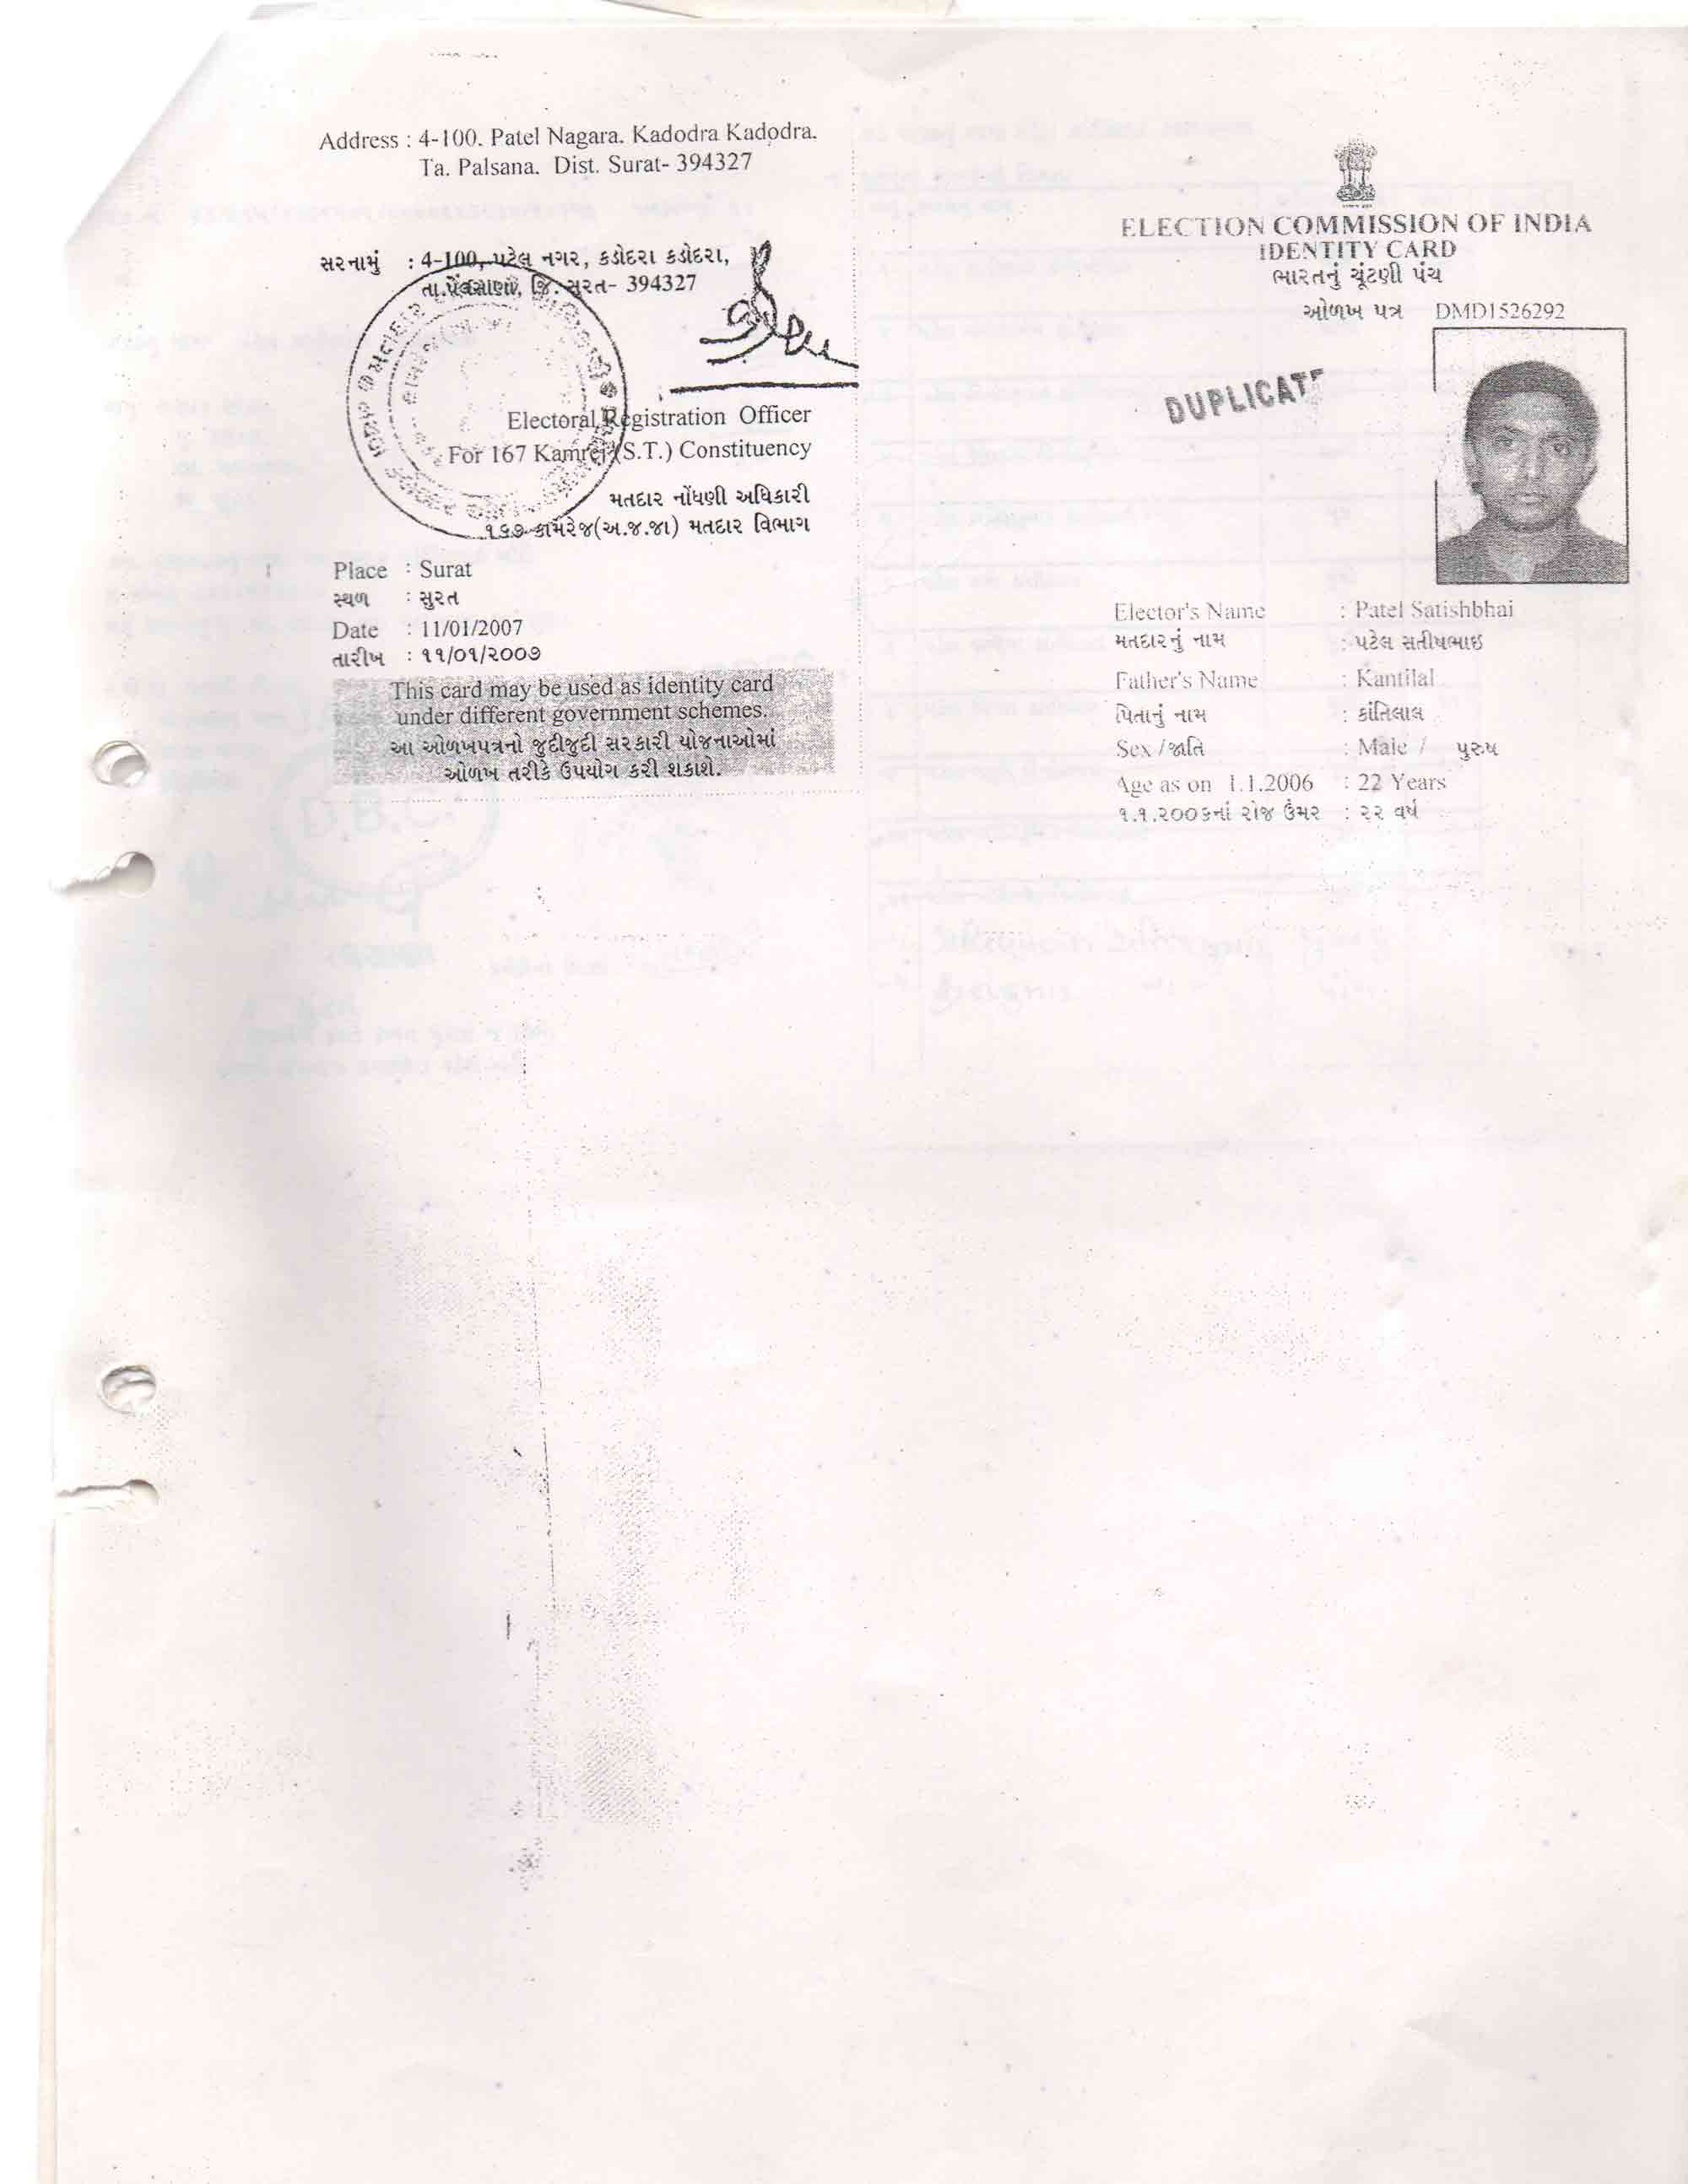 Address : 4-100. Patel Nagara. Kadodra Kadodra.
Ta. Palsana. Dist. Surat- 394327
સરનામું : 4-100, પટેલ નગર, કડોદરા કડોદરા,
તા.પલસાણા, જિ. સુરત- 394327
Electoral Registration Officer
For 167 Kamrej (S.T.) Constituency
મતદાર નોંધણી અધિકારી
૧૬૭ કામરેજ(અ.જ.જા) મતદાર વિભાગ
Place : Surat
સ્થળ : સુરત
Date : 11/01/2007
તારીખ : ૧૧/૦૧/૨૦૦૭
This card may be used as identity card
under different government schemes.
આ ઓળખપત્રનો જુદીજુદી સરકારી યોજનાઓમાં
ઓળખ તરીકે ઉપયોગ કરી શકાશે.
ELECTION COMMISSION OF INDIA
IDENTITY CARD
ભારતનું ચૂંટણી પંચ
ઓળખ પત્ર DMD1526292
DUPLICATE
Elector's Name : Patel Satishbhai
મતદારનું નામ : પટેલ સતીષભાઇ
Father's Name : Kantilal
પિતાનું નામ : કાંતિલાલ
Sex / જાતિ : Male / પુરુષ
Age as on 1.1.2006 : 22 Years
૧.૧.૨૦૦૬નાં રોજ ઉંમર : ૨૨ વર્ષ